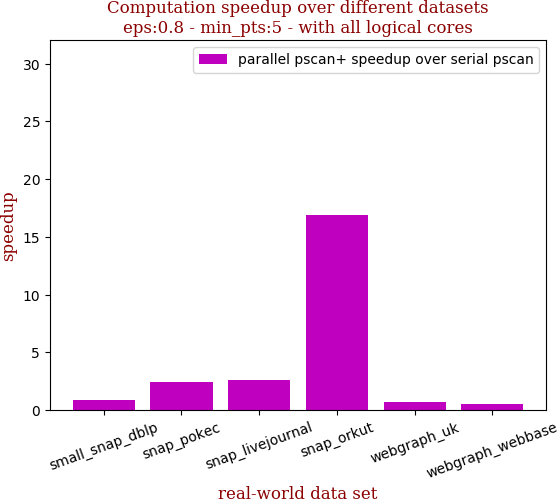 Computation speedup over different datasets
eps:0.8 - min_pts:5 - with all logical cores
parallel pscan+ speedup over serial pscan
speedup
30
25
20
15
10
5
0
small_snap_dblp
snap_pokec
snap_livejournal
snap_orkut
webgraph_uk
webgraph_webbase
real-world data set